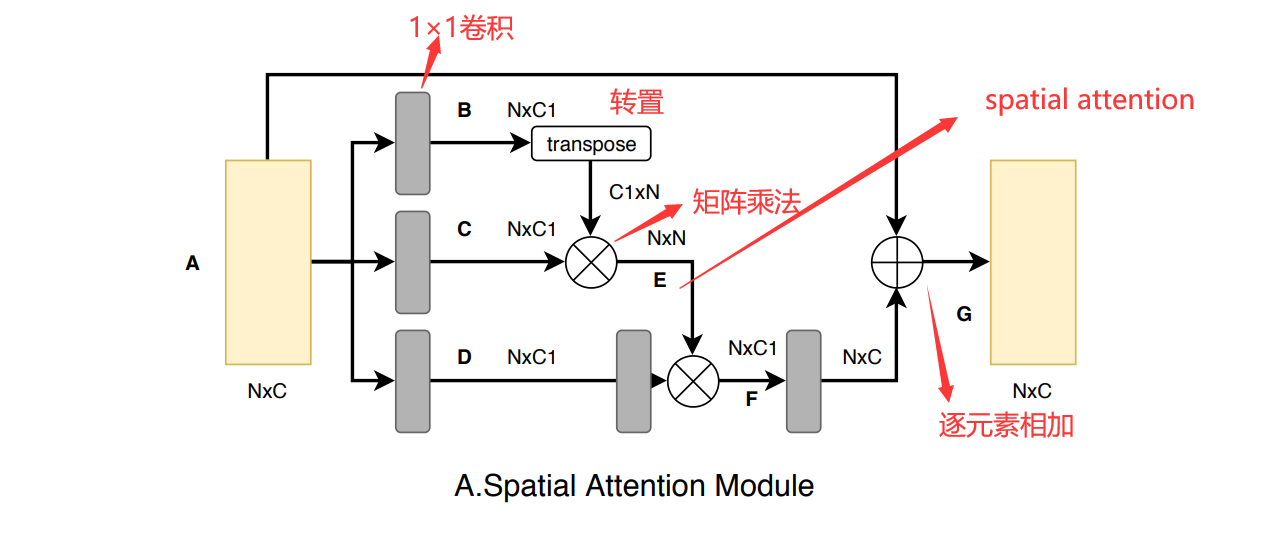 1×1卷积
B NxC1
转置
spatial attention
transpose
C1xN
矩阵乘法
C NxC1
NxN
A
E
G
D NxC1
NxC1
NxC
F
NxC
NxC
逐元素相加
A.Spatial Attention Module